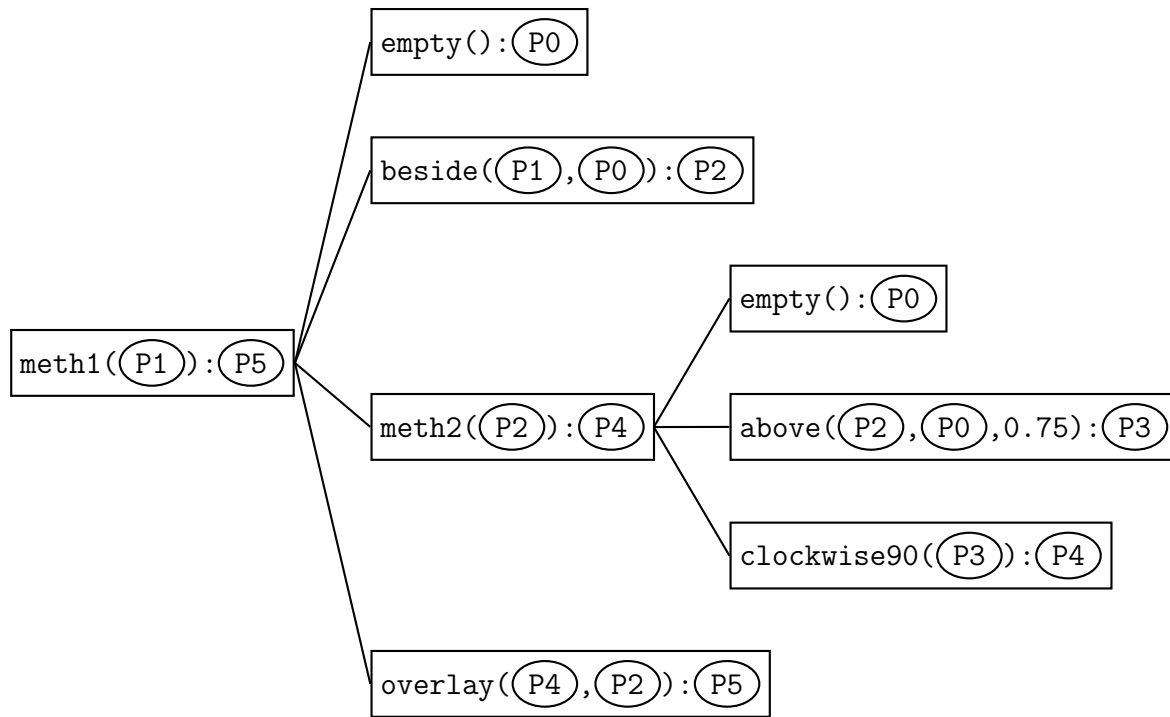 empty():P0
beside(P1,P0):P2
empty():P0
meth1(P1):P5
meth2(P2):P4
above(P2,P0,0.75):P3
clockwise90(P3):P4
overlay(P4,P2):P5